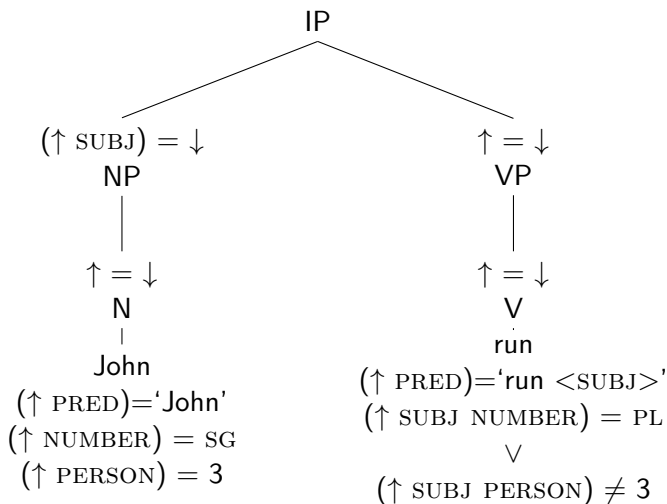 IP
(↑ SUBJ) = ↓
NP
↑ = ↓
N
John
(↑ PRED)=‘John’
(↑ NUMBER) = SG
(↑ PERSON) = 3
↑ = ↓
VP
↑ = ↓
V
run
(↑ PRED)=‘run <SUBJ>’
(↑ SUBJ NUMBER) = PL
∨
(↑ SUBJ PERSON) ≠ 3